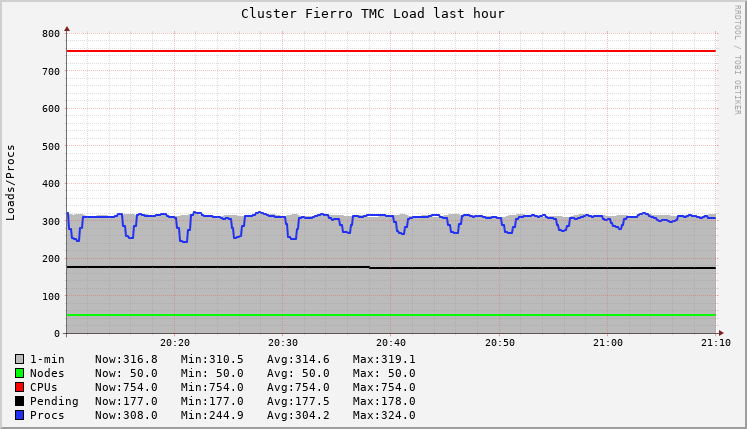 Cluster Fierro TMC Load last hour
RRDTOOL / TOBI OETIKER
Loads/Procs
800
700
600
500
400
300
200
100
0
20:20 20:30 20:40 20:50 21:00 21:10
1-min Now:316.8 Min:310.5 Avg:314.6 Max:319.1
Nodes Now: 50.0 Min: 50.0 Avg: 50.0 Max: 50.0
CPUs Now:754.0 Min:754.0 Avg:754.0 Max:754.0
Pending Now:177.0 Min:177.0 Avg:177.5 Max:178.0
Procs Now:308.0 Min:244.9 Avg:304.2 Max:324.0